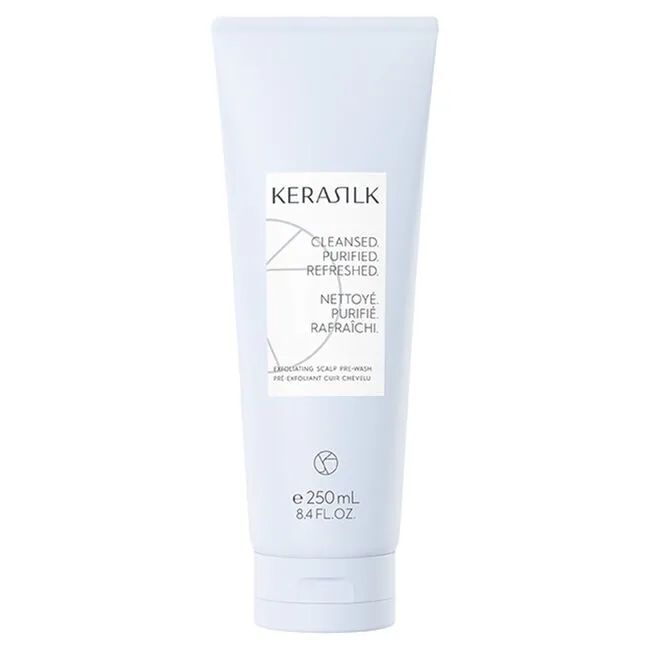 KERASILK
CLEANSED.
PURIFIED.
REFRESHED.
NETTOYÉ.
PURIFIÉ.
RAFRAÎCHI.
EXFOLIATING SCALP PRE-WASH
PRÉ-EXFOLIANT CUIR CHEVELU
e 250 mL
8.4 FL.OZ.